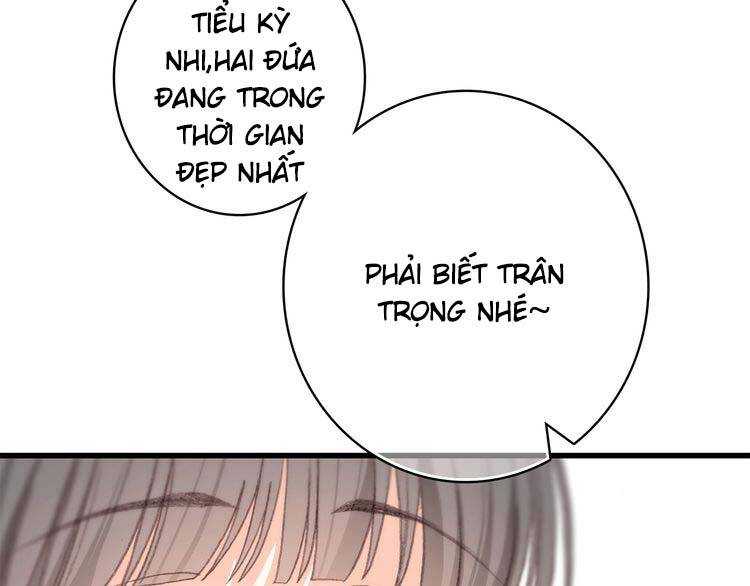 TIỂU KỲ
NHI,HAI ĐỨA
ĐANG TRONG
THỜI GIAN
ĐẸP NHẤT
PHẢI BIẾT TRÂN
TRỌNG NHÉ~